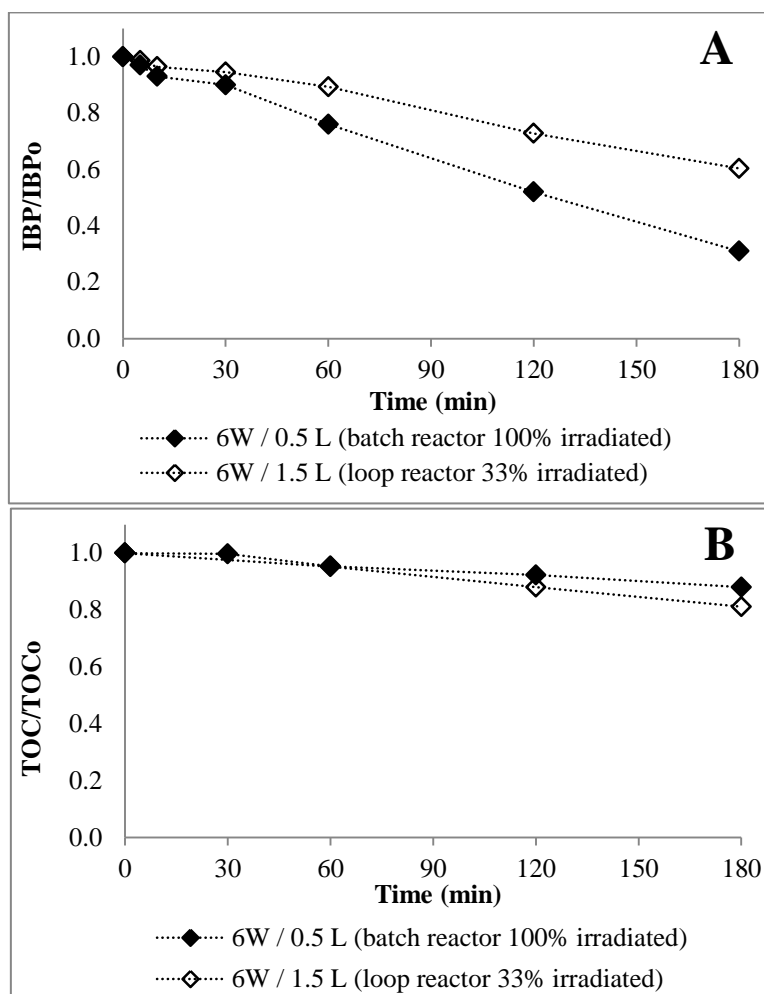 A
IBP/IBPo
1.0
0.8
0.6
0.4
0.2
0.0
0 30 60 90 120 150 180
Time (min)
6W / 0.5 L (batch reactor 100% irradiated)
6W / 1.5 L (loop reactor 33% irradiated)
B
TOC/TOCo
1.0
0.8
0.6
0.4
0.2
0.0
0 30 60 90 120 150 180
Time (min)
6W / 0.5 L (batch reactor 100% irradiated)
6W / 1.5 L (loop reactor 33% irradiated)